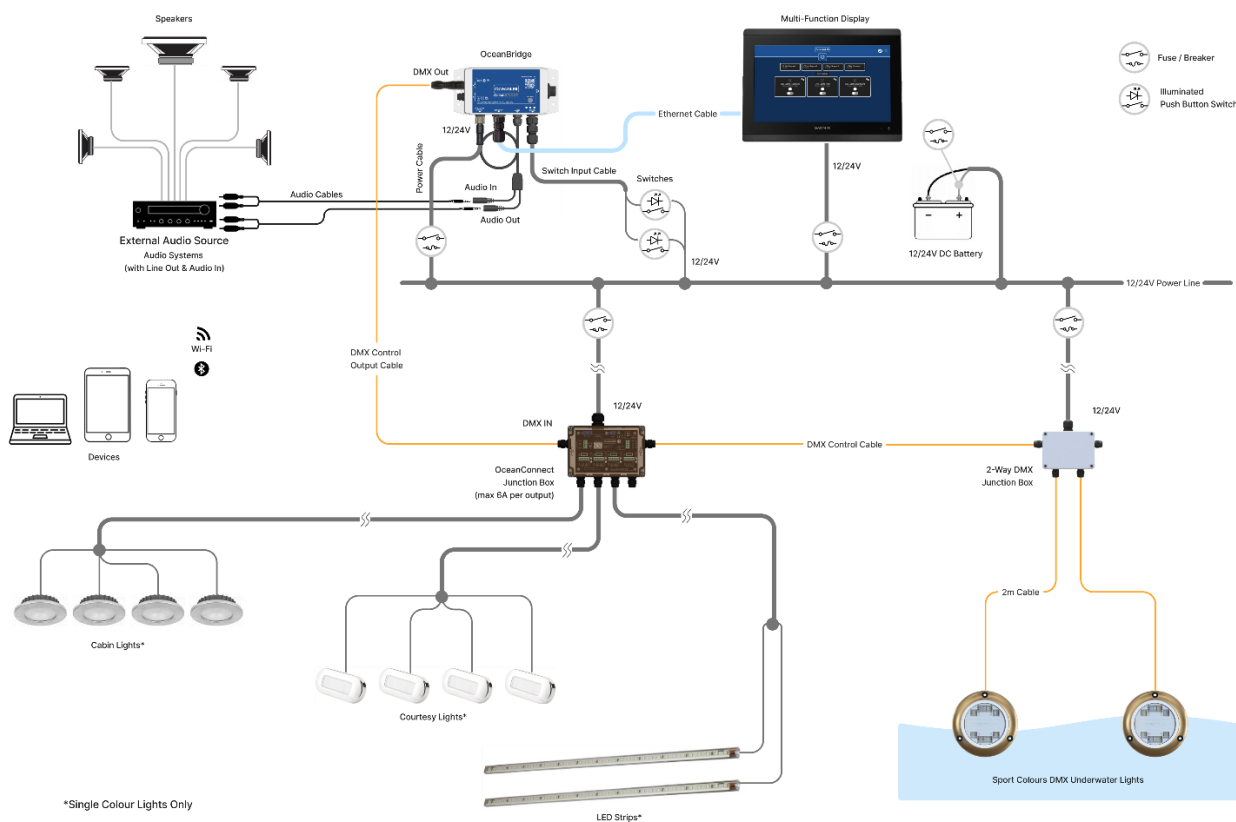 Speakers
Multi-Function Display
OceanBridge
DMX Out
Fuse / Breaker
Illuminated
Push Button Switch
Ethernet Cable
12/24V
Power Cable
Switch Input Cable
Switches
12/24V
Audio In
Audio Cables
Audio Out
External Audio Source
Audio Systems
(with Line Out & Audio In)
12/24V
12/24V DC Battery
12/24V Power Line
Wi-Fi
DMX Control
Output Cable
Devices
12/24V
12/24V
DMX IN
DMX Control Cable
OceanConnect
Junction Box
(max 6A per output)
2-Way DMX
Junction Box
2m Cable
Cabin Lights*
Courtesy Lights*
Sport Colours DMX Underwater Lights
*Single Colour Lights Only
LED Strips*
GARMIN